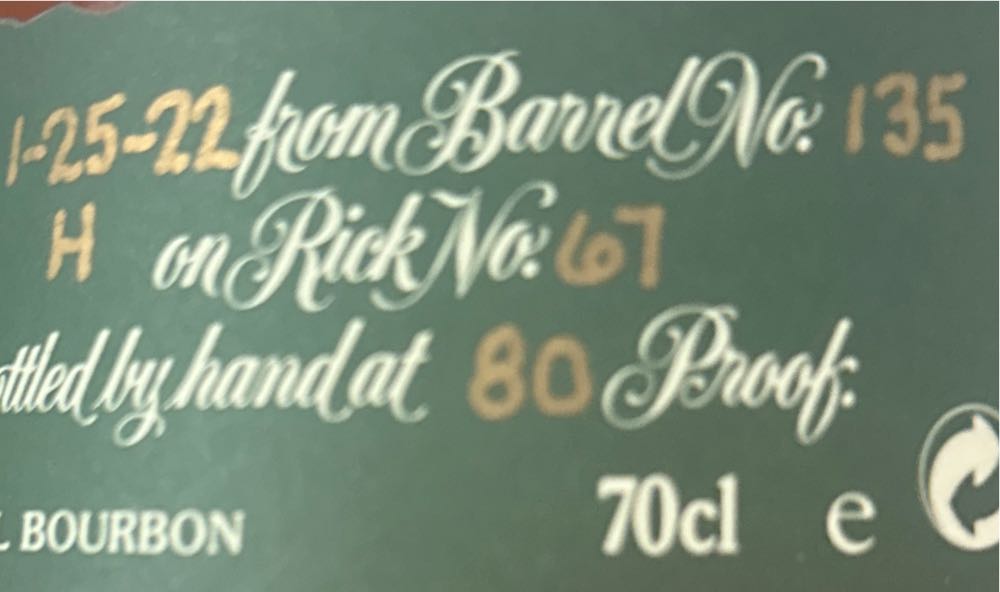 1-25-22 from Barrel No. 135
H on Rick No. 67
ttled by hand at 80 Proof.
BOURBON 70cl e